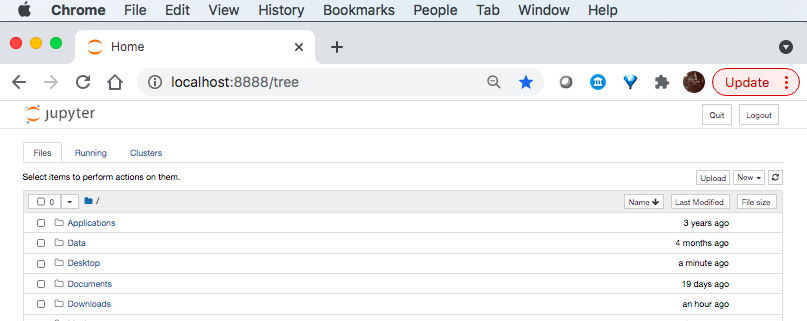 Chrome File Edit View History Bookmarks People Tab Window Help
Home
localhost:8888/tree Update
jupyter Quit Logout
Files Running Clusters
Select items to perform actions on them. Upload New
0 / Name Last Modified File size
Applications 3 years ago
Data 4 months ago
Desktop a minute ago
Documents 19 days ago
Downloads an hour ago